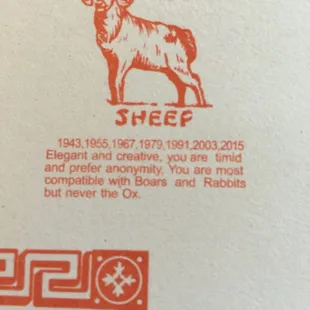 SHEEP
1943,1955,1967,1979,1991,2003,2015
Elegant and creative, you are timid
and prefer anonymity. You are most
compatible with Boars and Rabbits
but never the Ox.